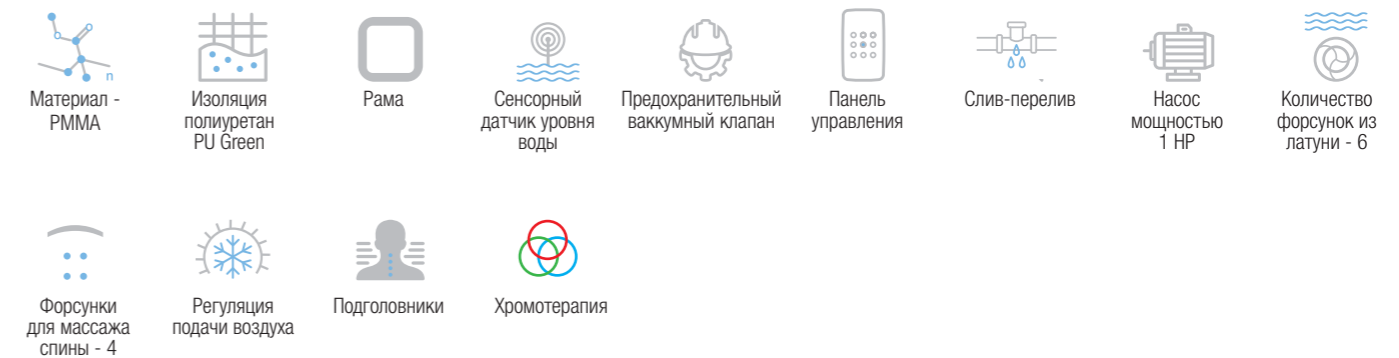 O
O
n
Материал -
PMMA
Изоляция
полиуретан
PU Green
Рама
Сенсорный
датчик уровня
воды
Предохранительный
ваккумный клапан
Панель
управления
Слив-перелив
Насос
мощностью
1 HP
Количество
форсунок из
латуни - 6
Форсунки
для массажа
спины - 4
Регуляция
подачи воздуха
Подголовники
Хромотерапия